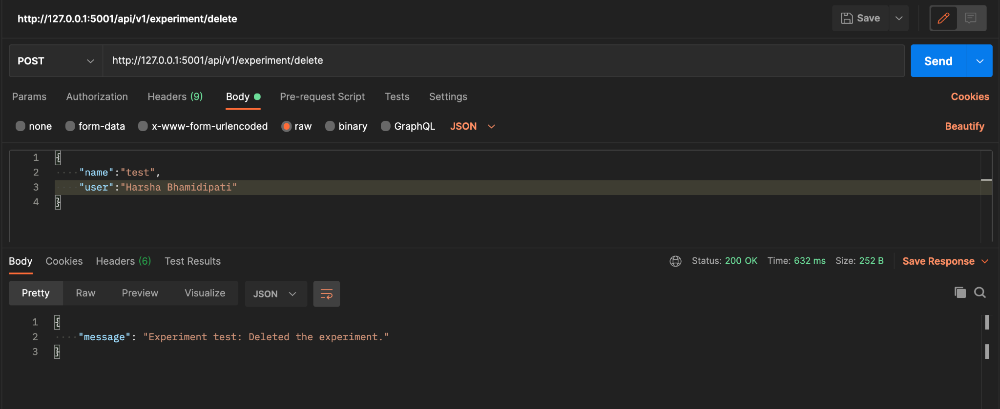 http://127.0.0.1:5001/api/v1/experiment/delete
Save
POST
http://127.0.0.1:5001/api/v1/experiment/delete
Send
Params Authorization Headers (9) Body Pre-request Script Tests Settings Cookies
none form-data x-www-form-urlencoded raw binary GraphQL JSON Beautify
1 {
2 ····"name":"test",
3 ····"user":"Harsha Bhamidipati"
4 }
Body Cookies Headers (6) Test Results Status: 200 OK Time: 632 ms Size: 252 B Save Response
Pretty Raw Preview Visualize JSON
1 {
2 ····"message": "Experiment test: Deleted the experiment."
3 }